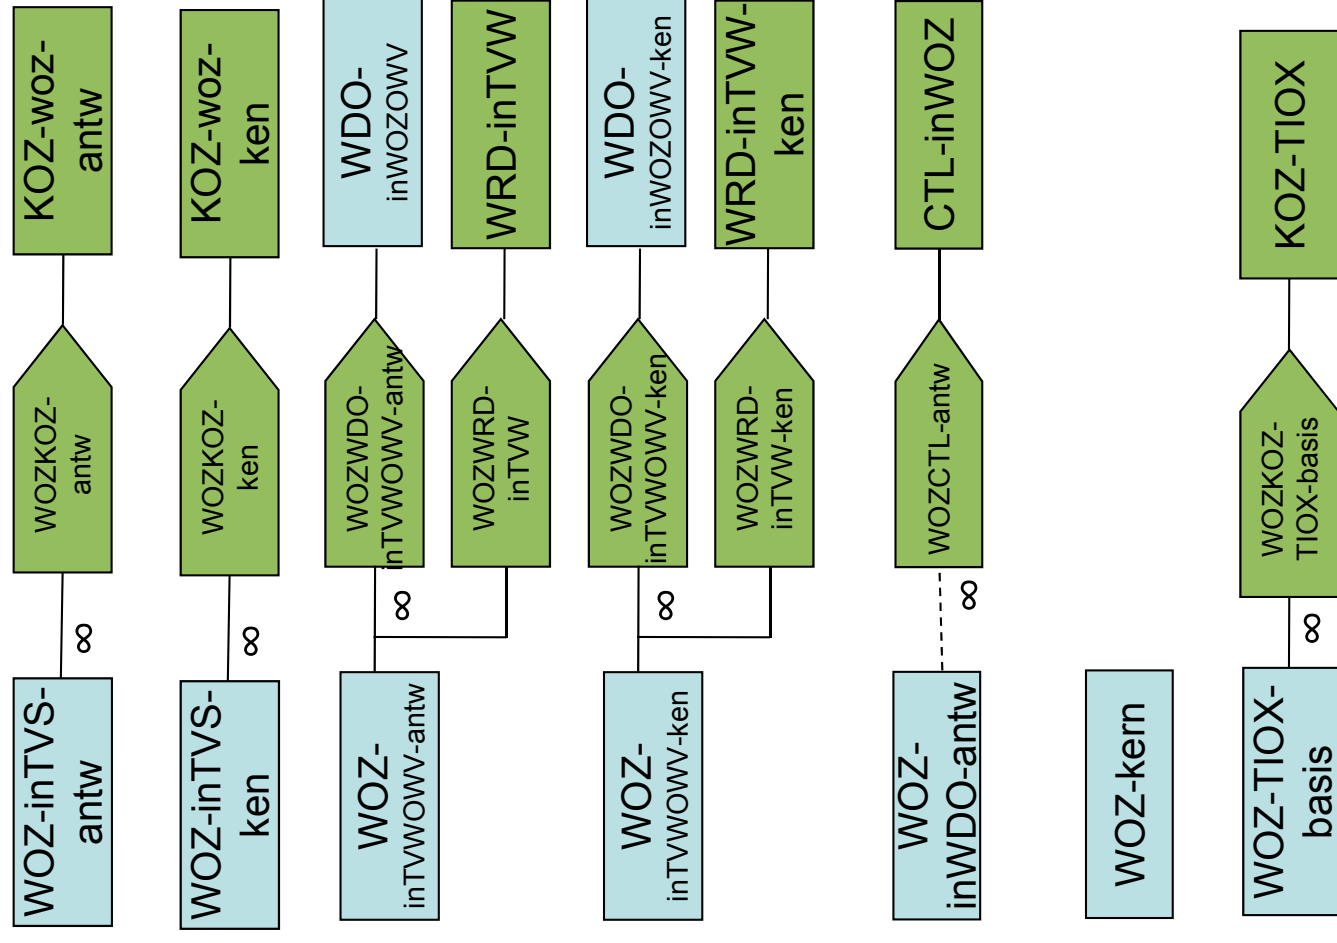 KOZ-woz-
antw
KOZ-woz-
ken
WDO-
inWOZOWV
WRD-inTVW
WDO-
inWOZOWV-ken
WRD-inTVW-
ken
CTL-inWOZ
KOZ-TIOX
WOZKOZ-
antw
WOZKOZ-
ken
WOZWDO-
inTVWOWV-antw
WOZWRD-
inTVW
WOZWDO-
inTVWOWV-ken
WOZWRD-
inTVW-ken
WOZCTL-antw
WOZKOZ-
TIOX-basis
∞
∞
∞
∞
∞
∞
WOZ-inTVS-
antw
WOZ-inTVS-
ken
WOZ-
inTVWOWV-antw
WOZ-
inTVWOWV-ken
WOZ-
inWDO-antw
WOZ-kern
WOZ-TIOX-
basis